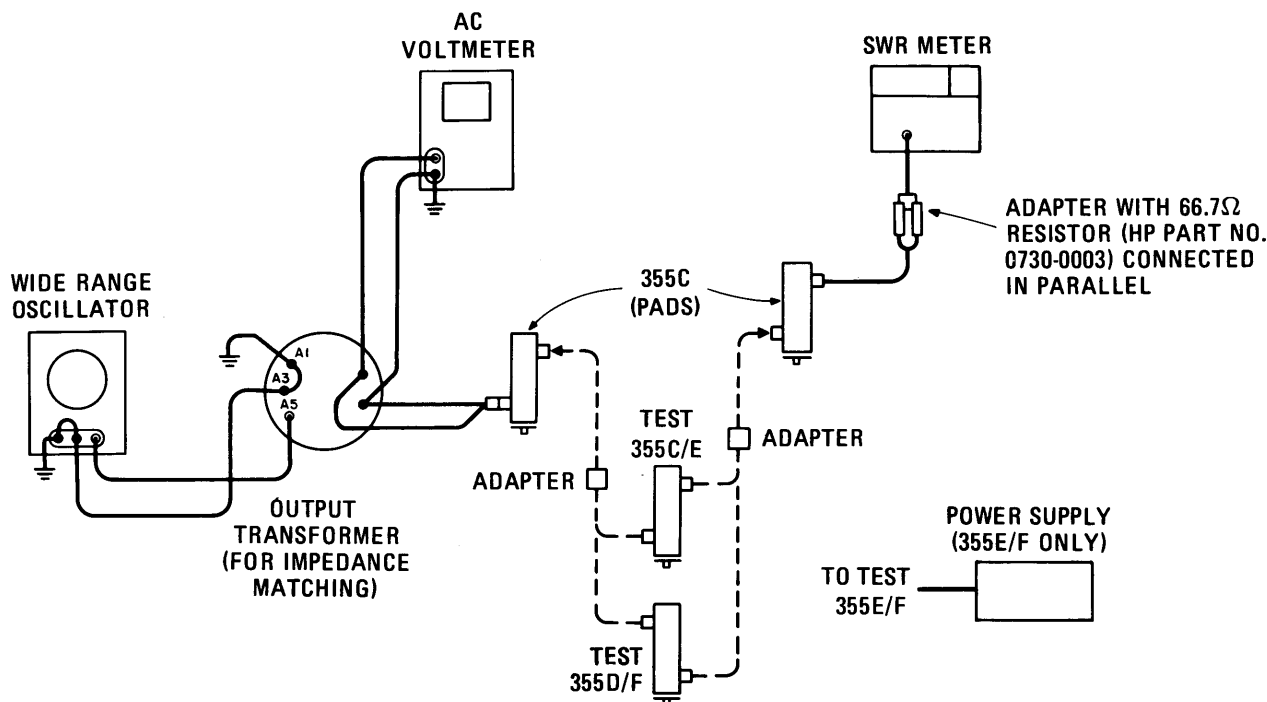 AC
VOLTMETER
SWR METER
ADAPTER WITH 66.7Ω
RESISTOR (HP PART NO.
0730-0003) CONNECTED
IN PARALLEL
355C
(PADS)
WIDE RANGE
OSCILLATOR
A1
A3
A5
TEST
355C/E
ADAPTER
ADAPTER
OUTPUT
TRANSFORMER
(FOR IMPEDANCE
MATCHING)
POWER SUPPLY
(355E/F ONLY)
TO TEST
355E/F
TEST
355D/F